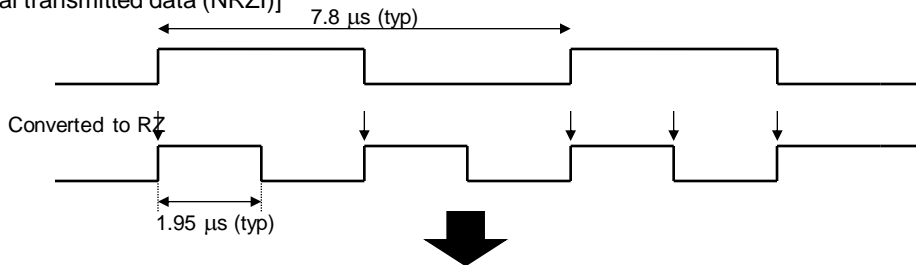 al transmitted data (NRZI)]
7.8 μs (typ)
Converted to RZ
1.95 μs (typ)